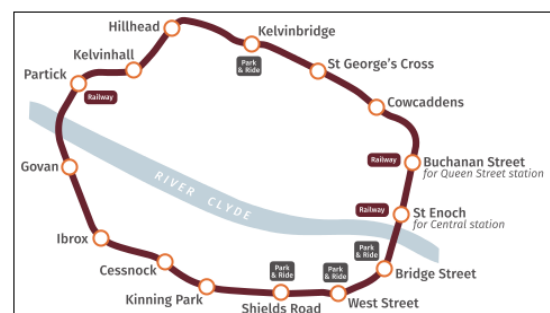 Hillhead
Kelvinbridge
Park
& Ride
Kelvinhall
St George's Cross
Partick
Railway
Cowcaddens
Railway
Buchanan Street
for Queen Street station
Govan
RIVER CLYDE
Railway
St Enoch
for Central station
Ibrox
Park
& Ride
Bridge Street
Cessnock
Park
& Ride
Park
& Ride
Kinning Park
Shields Road
West Street